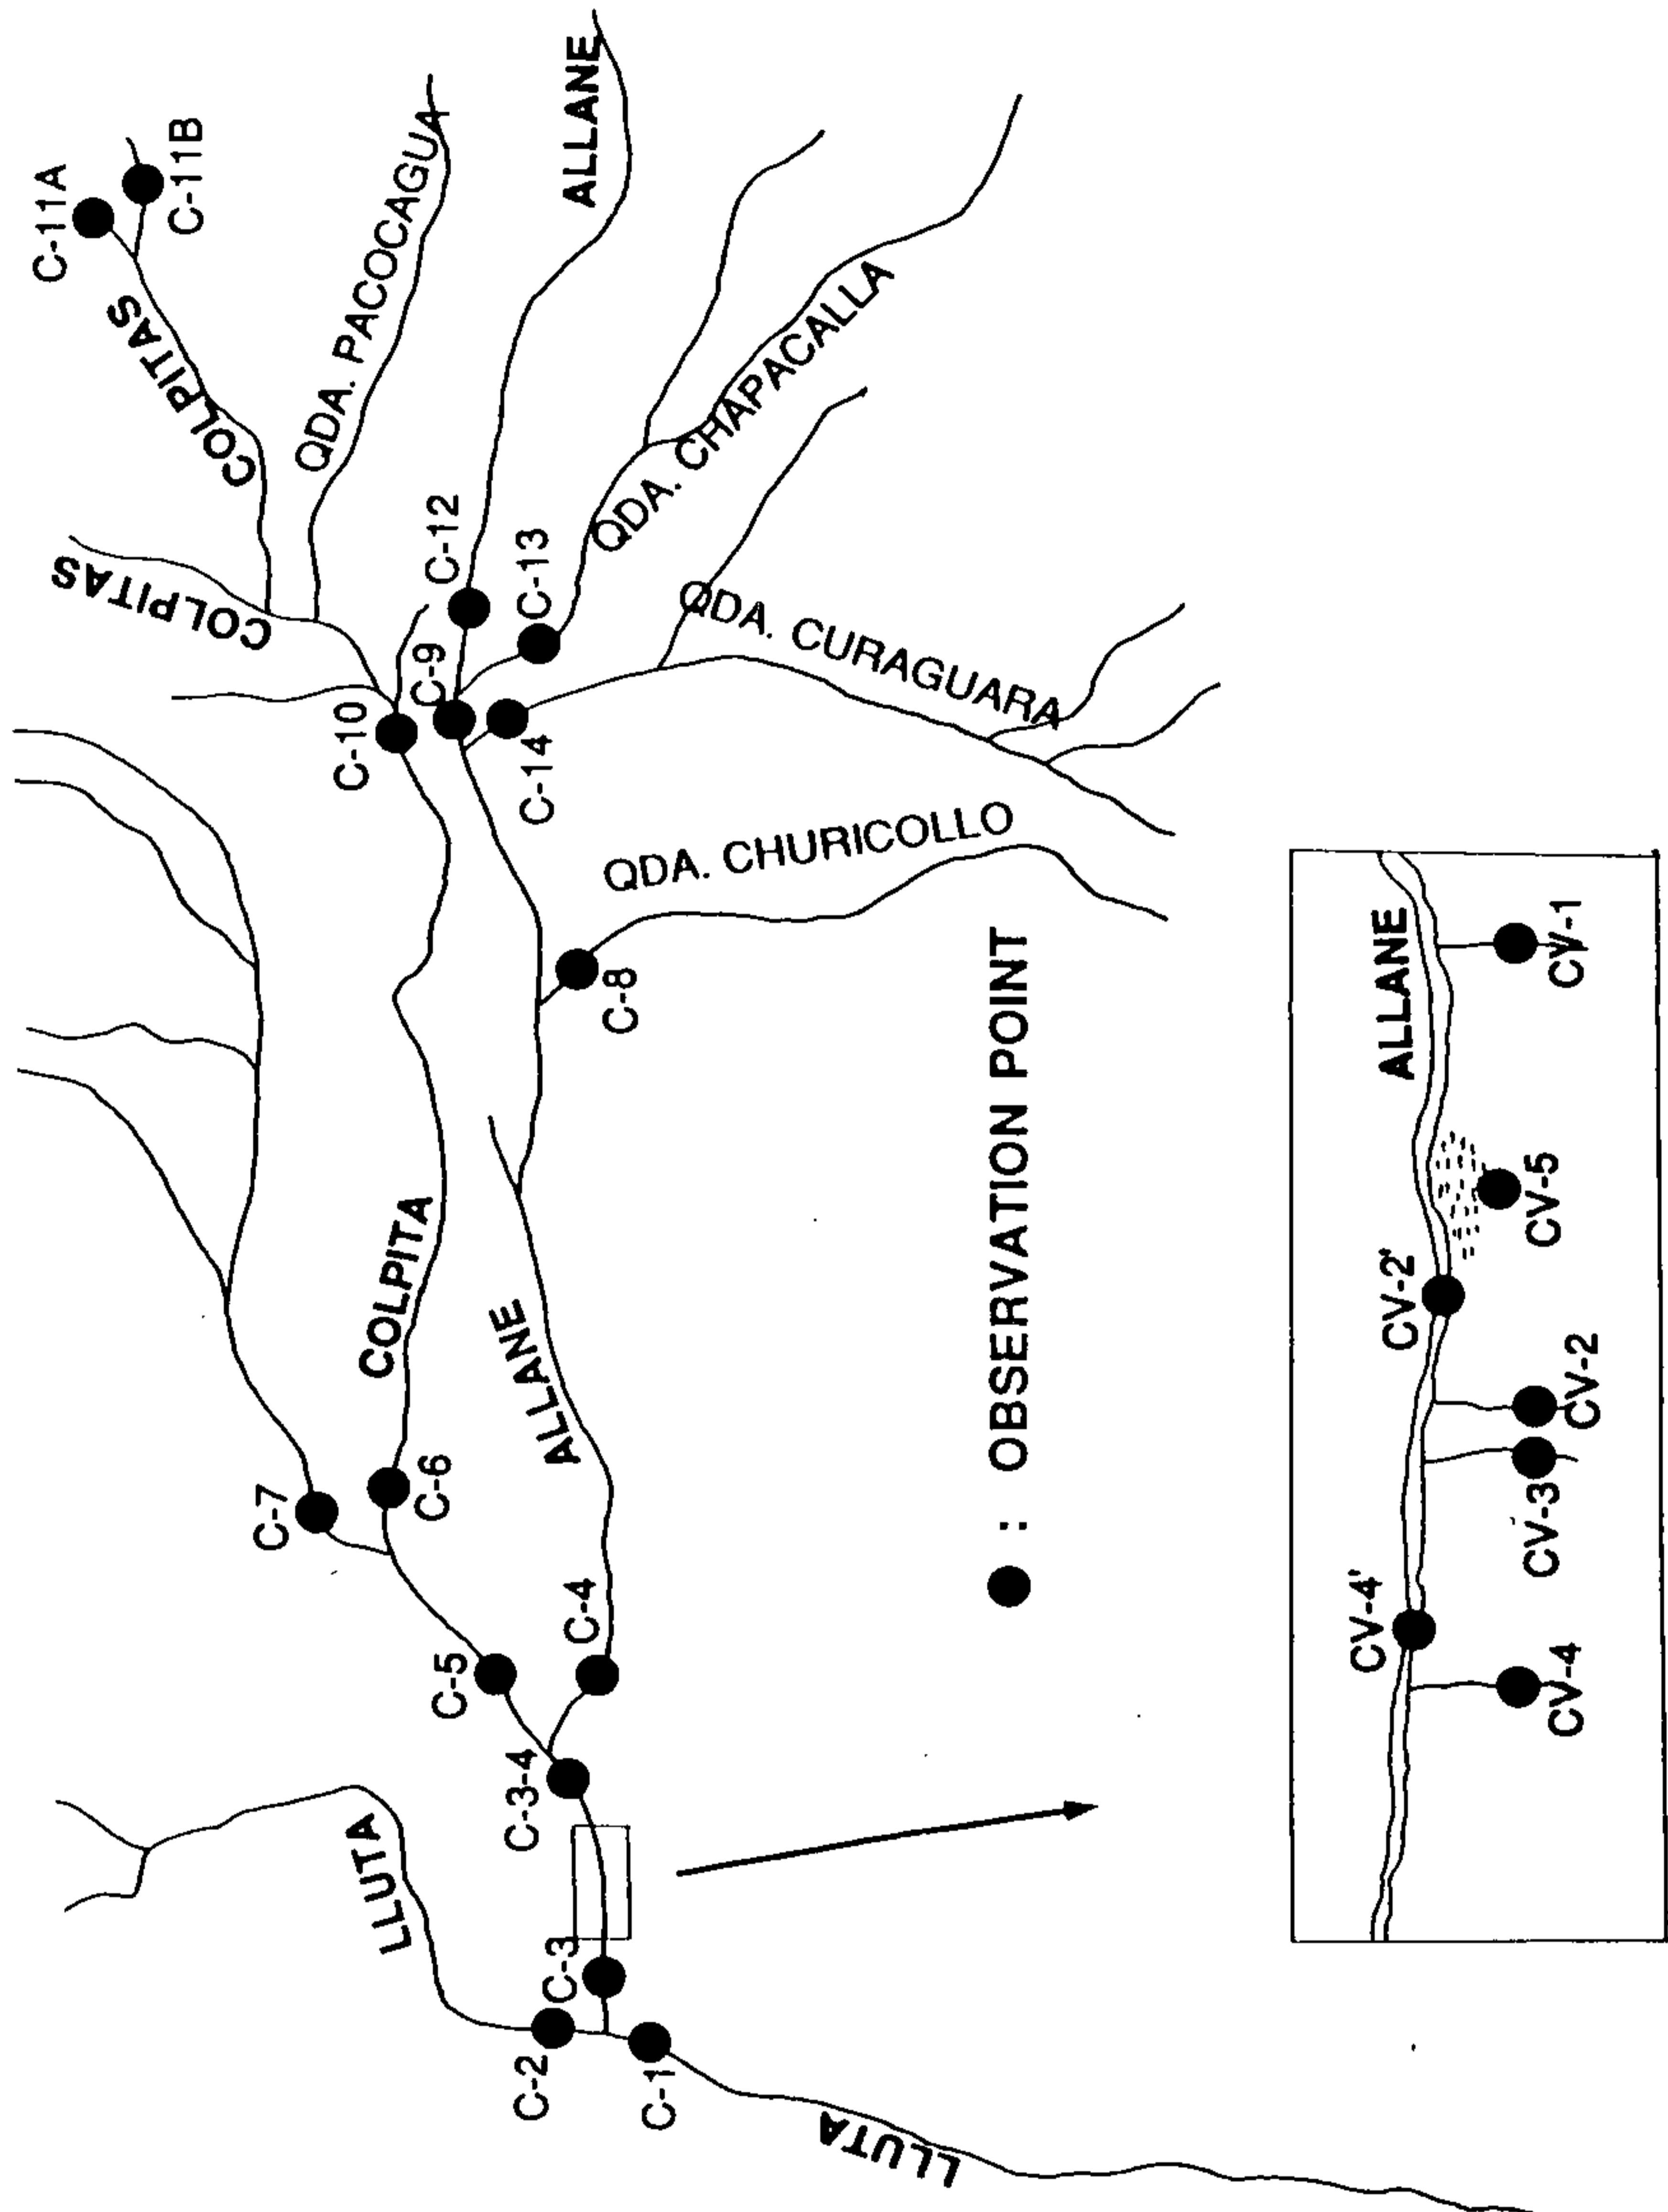 C-11A
C-11B
COLPITAS
QDA. PACOCAGUA
ALLANE
COLPITAS
C-12
C-13
QDA. CHAPACALLA
C-9
C-10
C-14
QDA. CURAGUARA
QDA. CHURICOLLO
C-8
COLPITA
ALLANE
C-7
C-6
C-5
C-4
C-3-4
LLUTA
C-3
C-2
C-1
LLUTA
: OBSERVATION POINT
ALLANE
CV-1
CV-5
CV-2'
CV-2
CV-3
CV-4'
CV-4